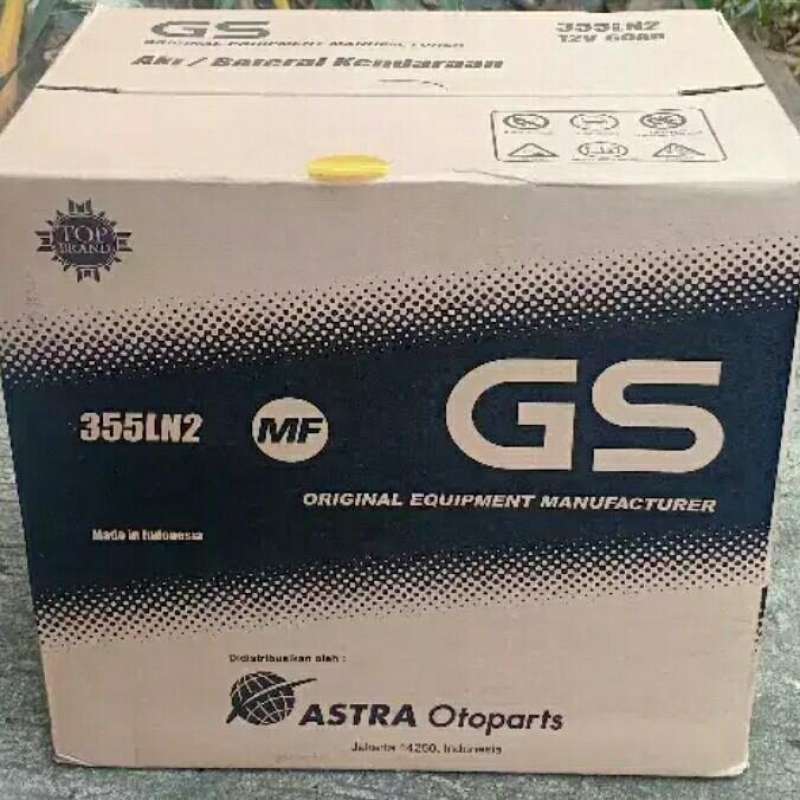 GS
355LN2
ORIGINAL EQUIPMENT MANUFACTURER
12V 60AH
Aki / Baterai Kendaraan
TOP
BRAND
355LN2
MF
GS
ORIGINAL EQUIPMENT MANUFACTURER
Made in Indonesia
Didistribusikan oleh :
ASTRA Otoparts
Jakarta 14250, Indonesia